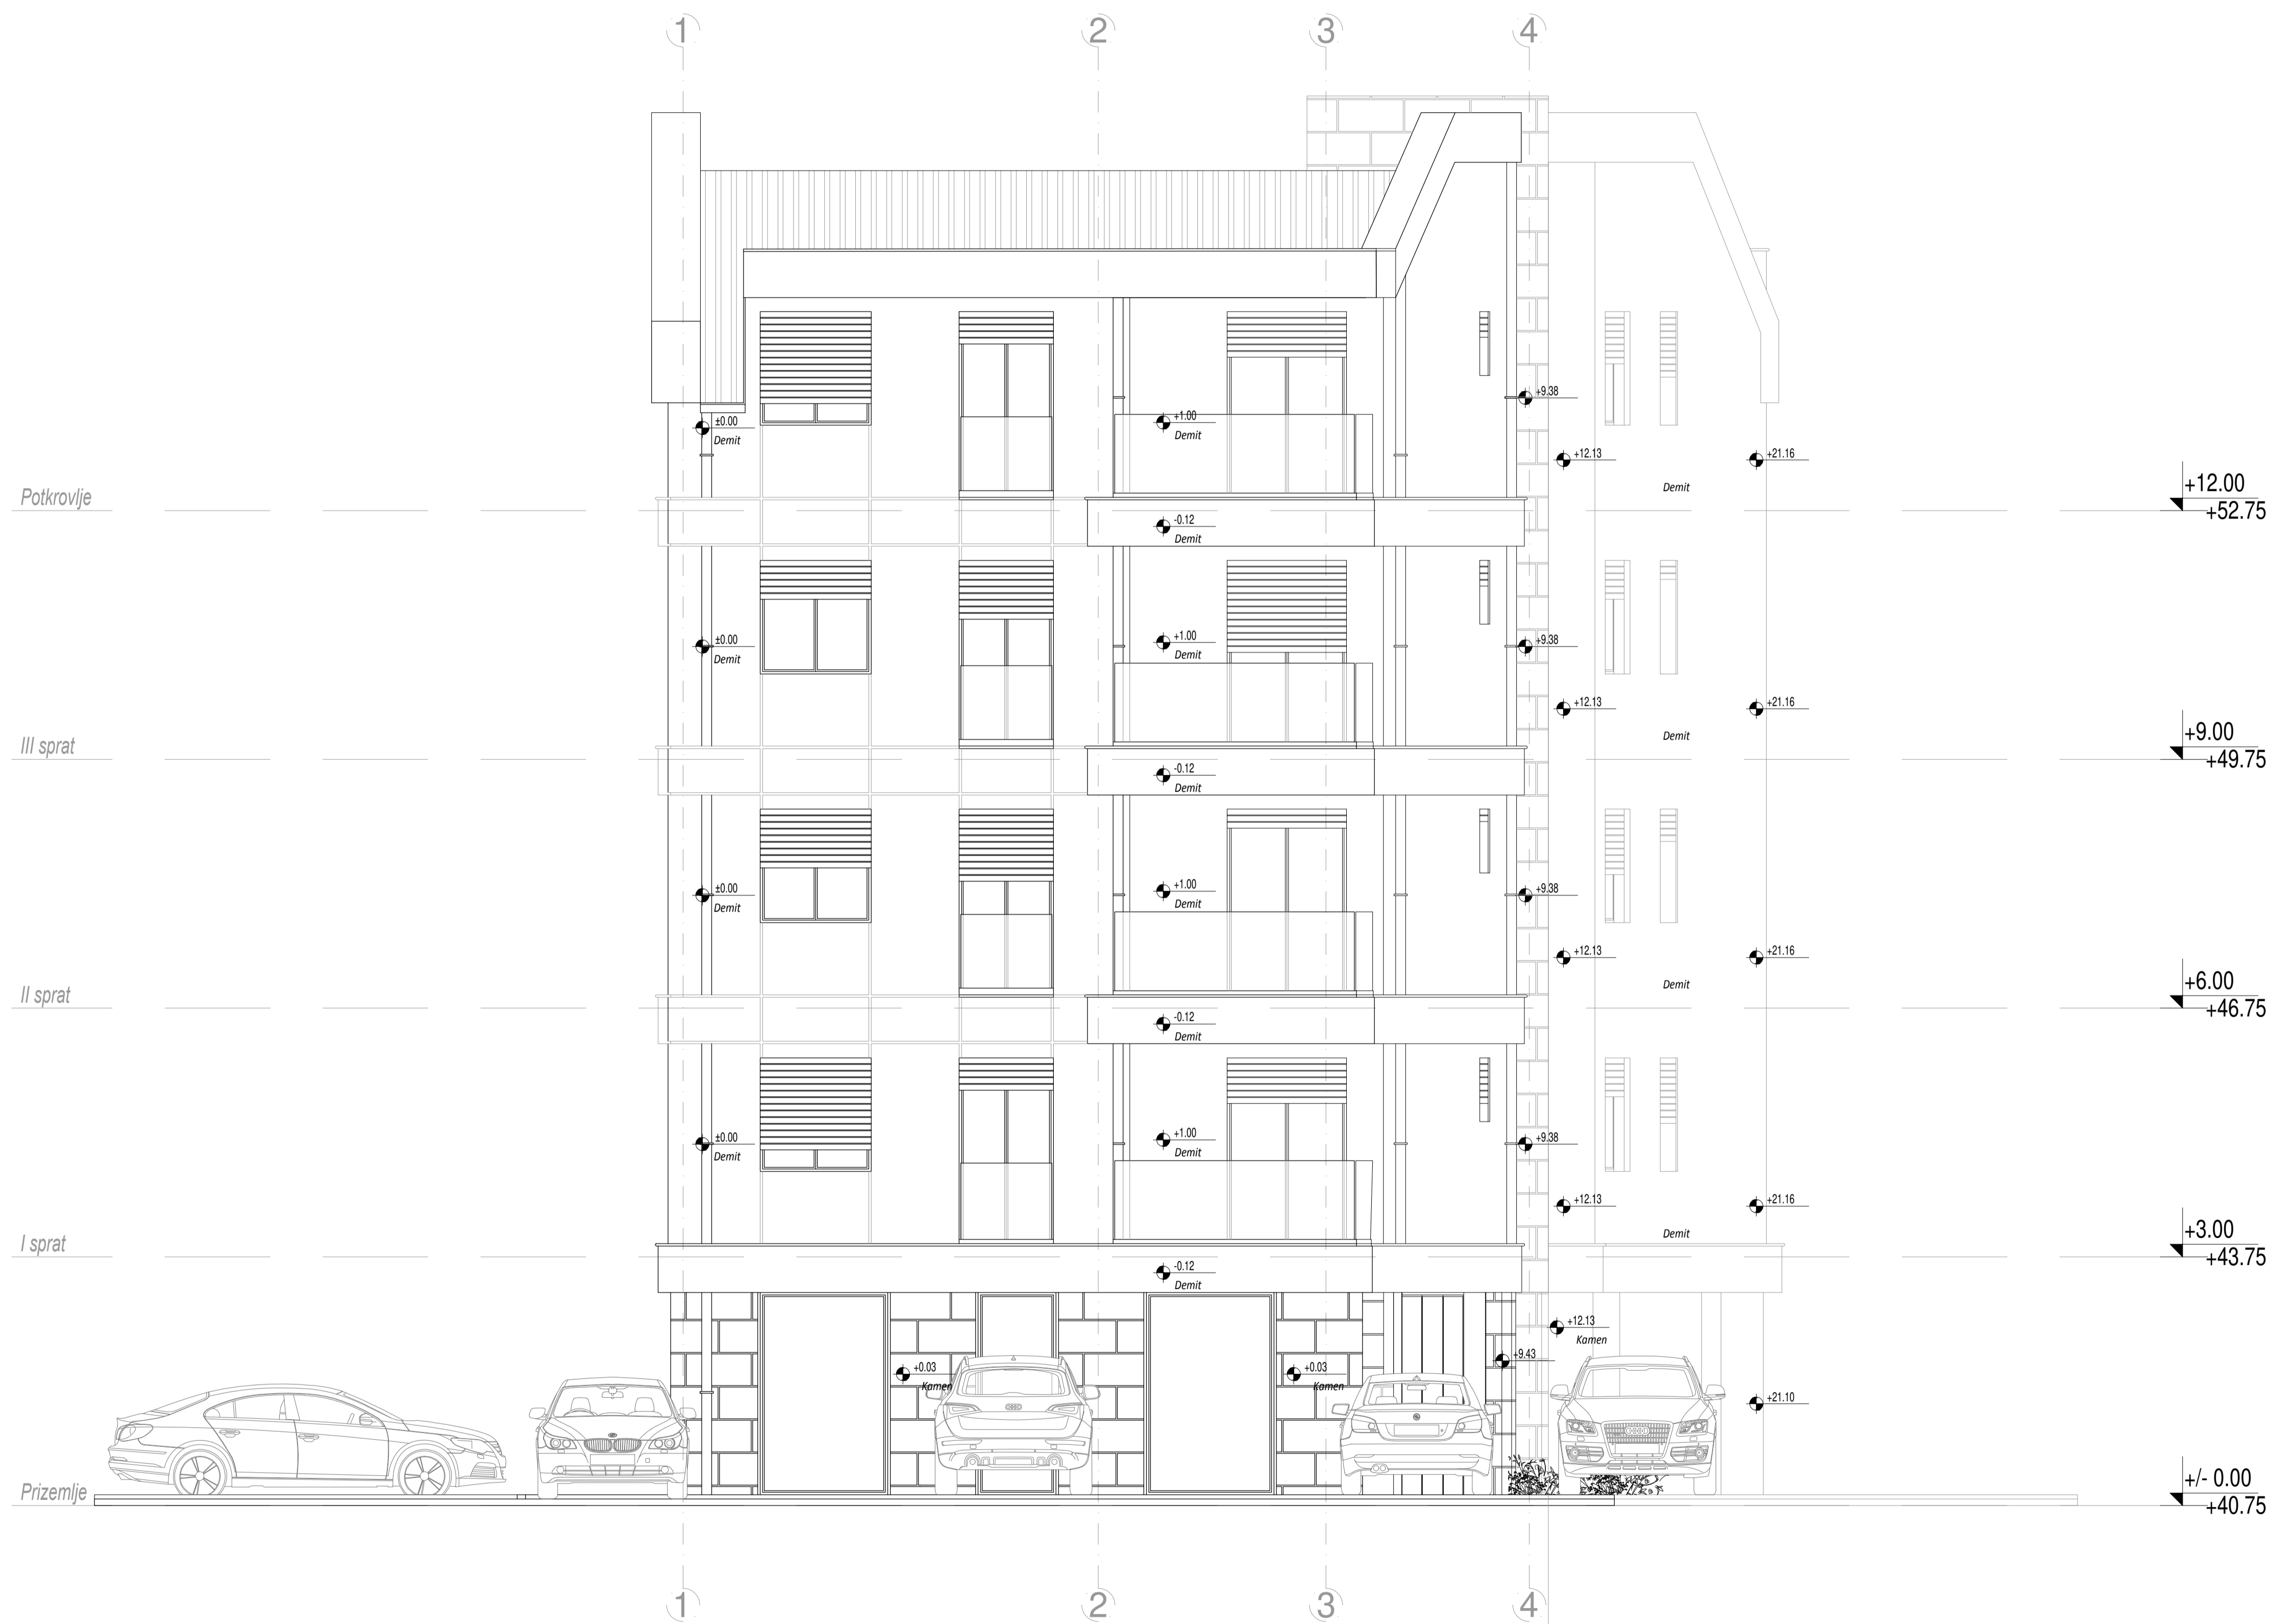 1 2 3 4
+9.38
±0.00
Demit
+1.00
Demit
+12.13
+21.16
Potkrovlje
Demit
+12.00
+52.75
-0.12
Demit
±0.00
Demit
+1.00
Demit
+9.38
+12.13
+21.16
III sprat
Demit
+9.00
+49.75
-0.12
Demit
±0.00
Demit
+1.00
Demit
+9.38
+12.13
+21.16
II sprat
Demit
+6.00
+46.75
-0.12
Demit
±0.00
Demit
+1.00
Demit
+9.38
+12.13
+21.16
I sprat
Demit
+3.00
+43.75
-0.12
Demit
+12.13
Kamen
+9.43
+0.03
Kamen
+0.03
Kamen
+21.10
Prizemlje
+/- 0.00
+40.75
1 2 3 4